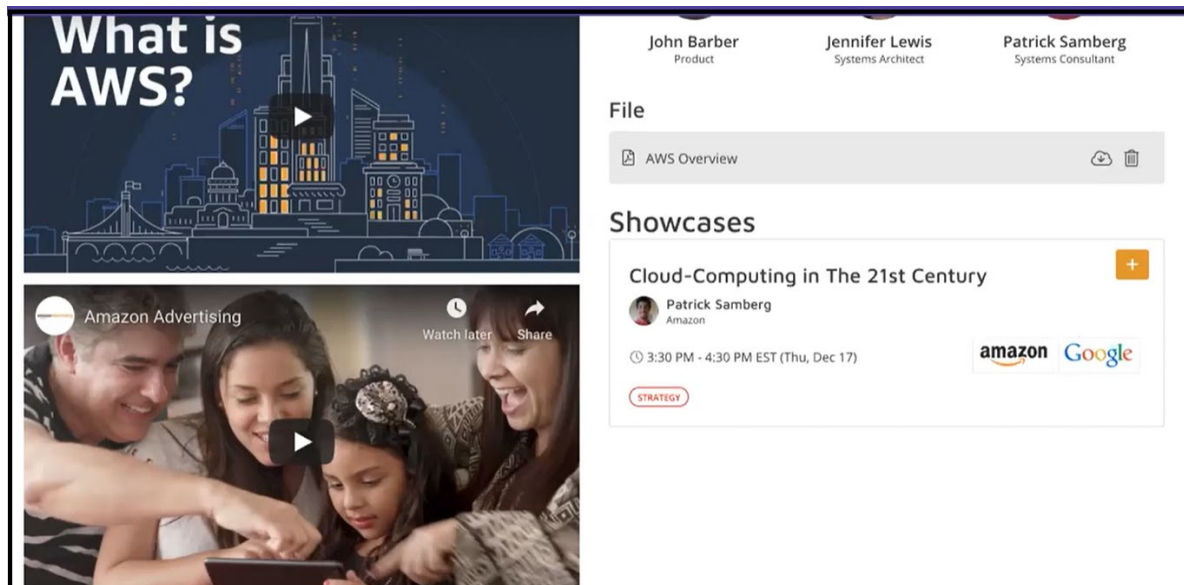 What is
AWS?
Amazon Advertising
Watch later
Share
John Barber
Product
Jennifer Lewis
Systems Architect
Patrick Samberg
Systems Consultant
File
AWS Overview
Showcases
Cloud-Computing in The 21st Century
+
Patrick Samberg
Amazon
3:30 PM - 4:30 PM EST (Thu, Dec 17)
amazon
Google
STRATEGY